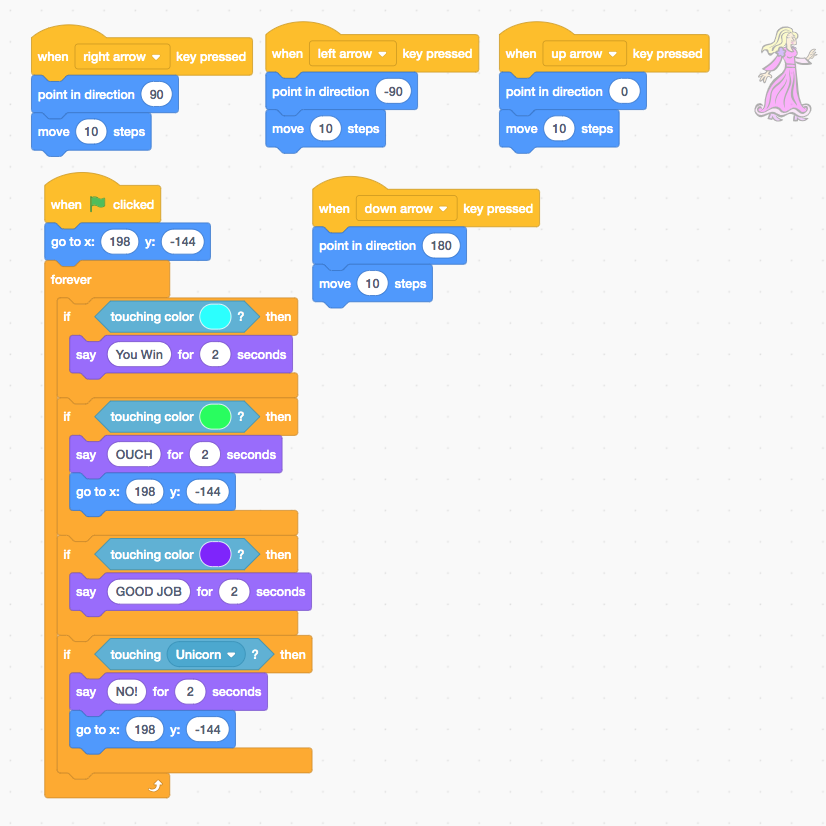 when right arrow key pressed
point in direction 90
move 10 steps
when left arrow key pressed
point in direction -90
move 10 steps
when up arrow key pressed
point in direction 0
move 10 steps
when clicked
go to x: 198 y: -144
forever
if touching color ? then
say You Win for 2 seconds
if touching color ? then
say OUCH for 2 seconds
go to x: 198 y: -144
if touching color ? then
say GOOD JOB for 2 seconds
if touching Unicorn ? then
say NO! for 2 seconds
go to x: 198 y: -144
when down arrow key pressed
point in direction 180
move 10 steps